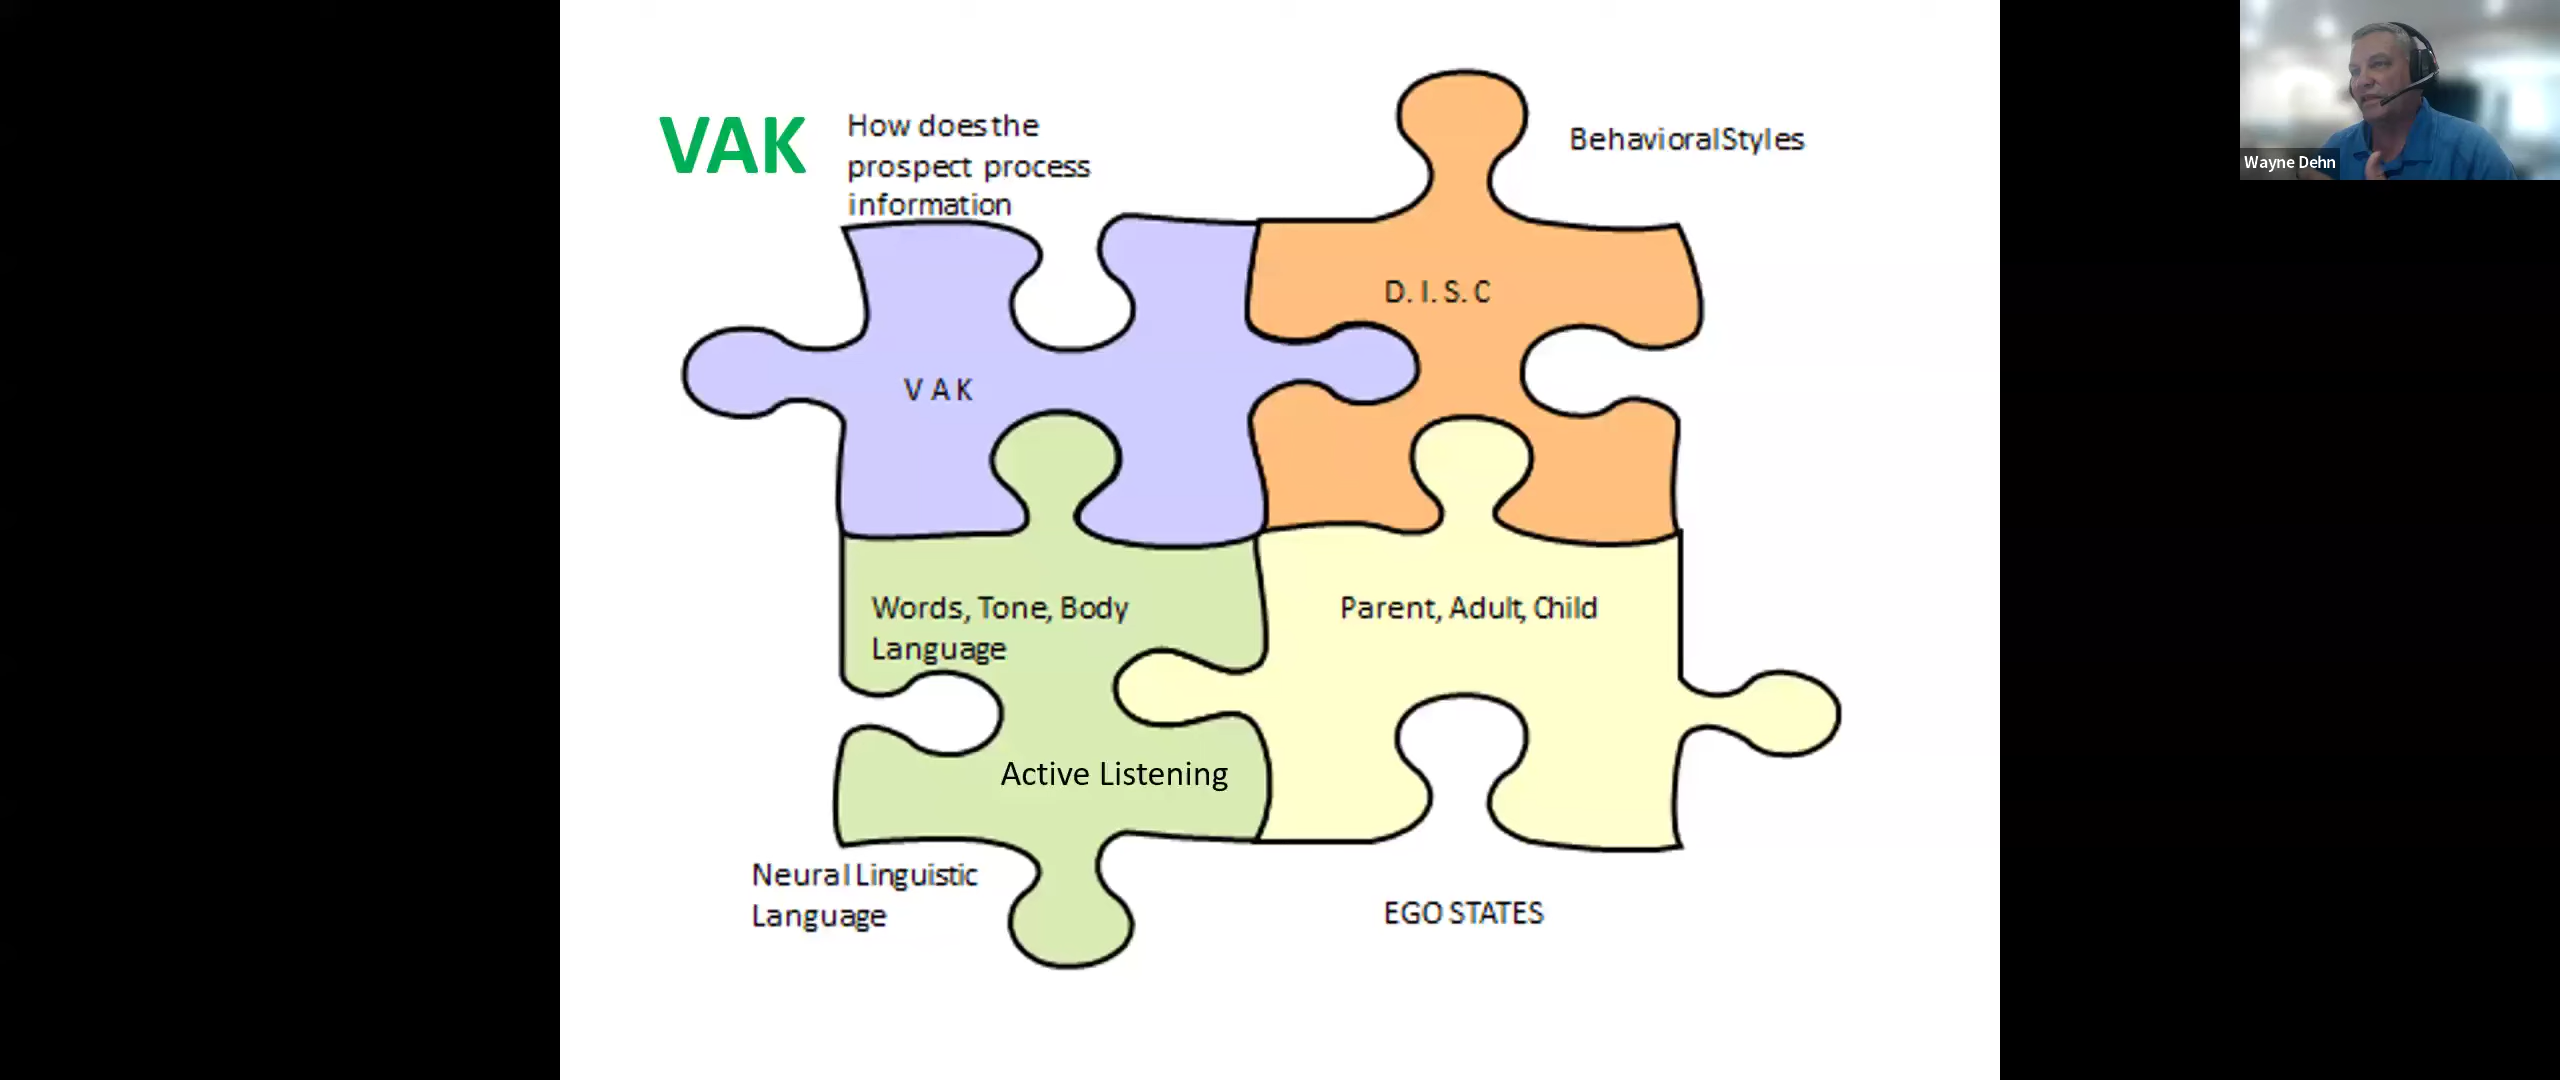 VAK
How does the
prospect process
information
Behavioral Styles
D. I. S. C
V A K
Words, Tone, Body
Language
Parent, Adult, Child
Active Listening
Neural Linguistic
Language
EGO STATES
Wayne Dehn